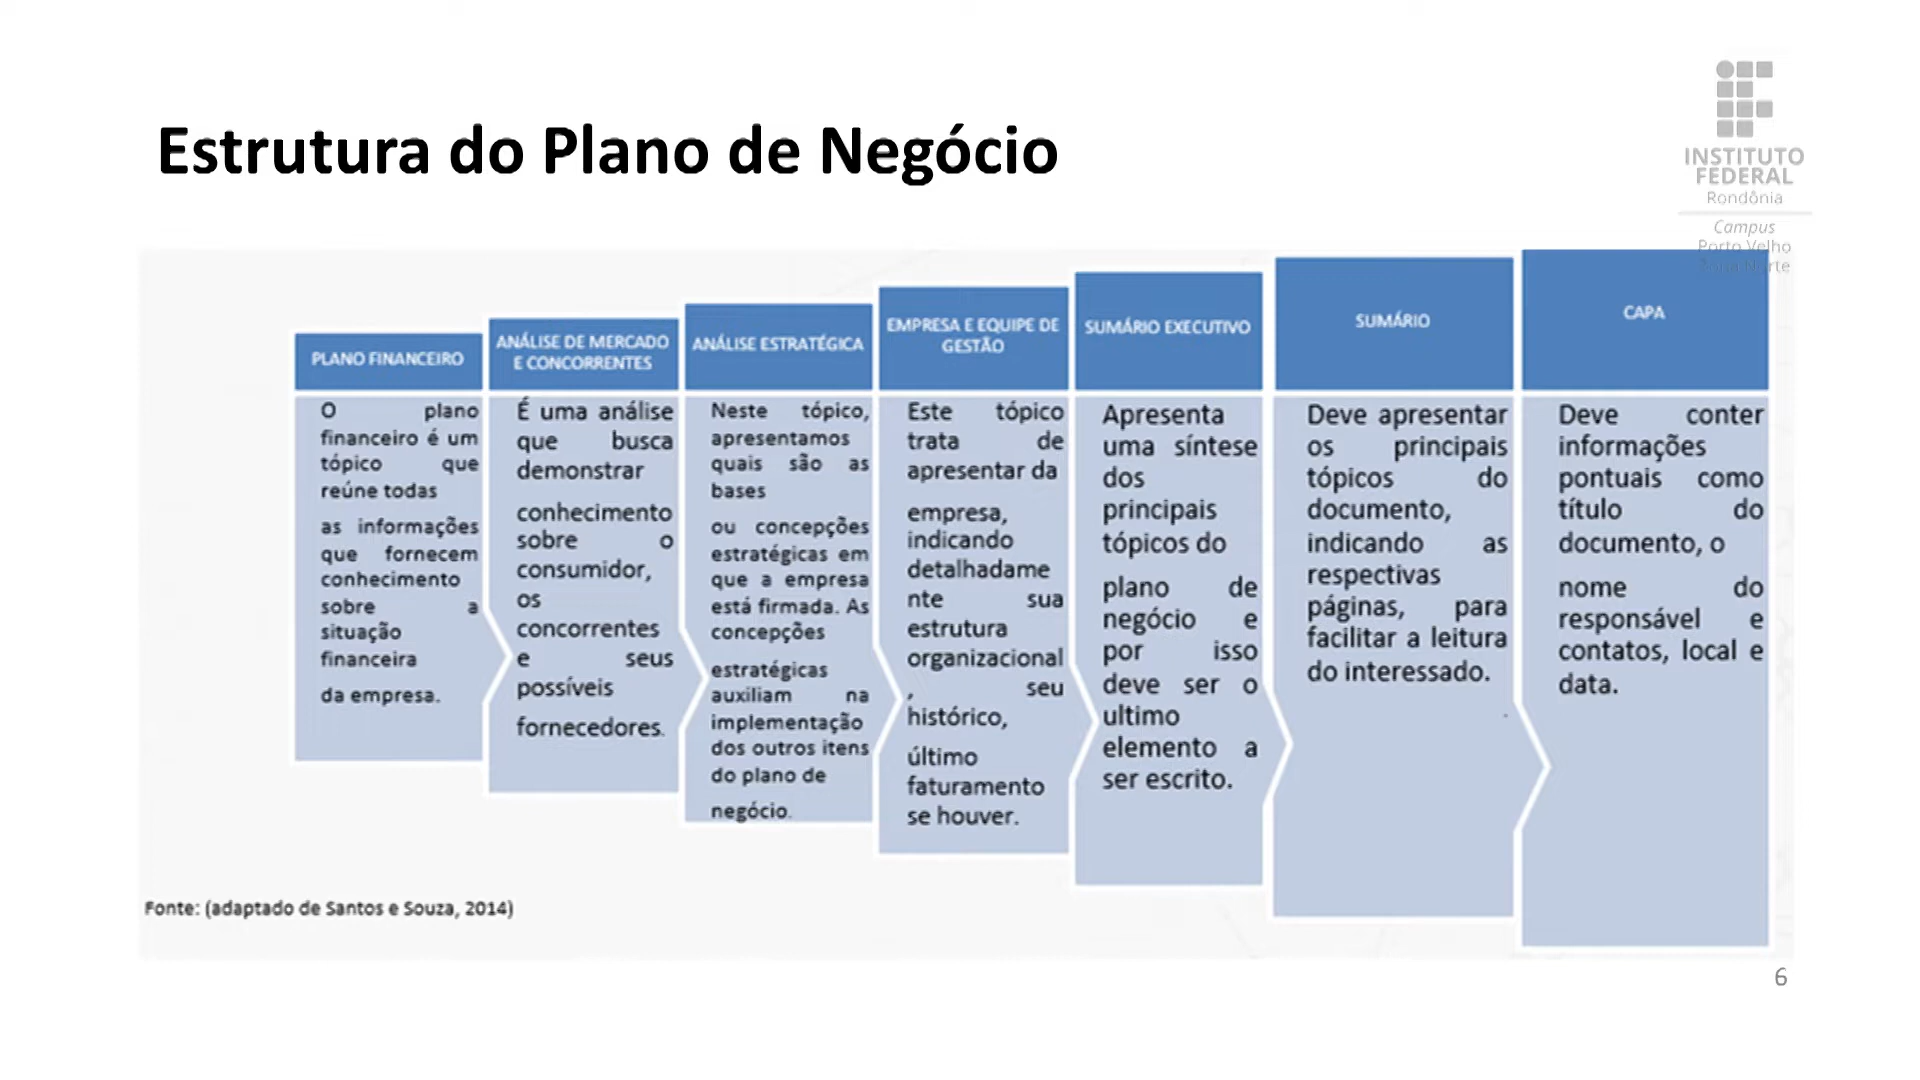 Estrutura do Plano de Negócio
INSTITUTO
FEDERAL
Rondônia
Campus
Porto Velho
Zona Norte
PLANO FINANCEIRO
O plano
financeiro é um
tópico que
reúne todas
as informações
que fornecem
conhecimento
sobre a
situação
financeira
da empresa.
ANÁLISE DE MERCADO
E CONCORRENTES
É uma análise
que busca
demonstrar
conhecimento
sobre o
consumidor,
os
concorrentes
e seus
possíveis
fornecedores.
ANÁLISE ESTRATÉGICA
Neste tópico,
apresentamos
quais são as
bases
ou concepções
estratégicas em
que a empresa
está firmada. As
concepções
estratégicas
auxiliam na
implementação
dos outros itens
do plano de
negócio.
EMPRESA E EQUIPE DE
GESTÃO
Este tópico
trata de
apresentar da
empresa,
indicando
detalhadame
nte sua
estrutura
organizacional
, seu
histórico,
último
faturamento
se houver.
SUMÁRIO EXECUTIVO
Apresenta
uma síntese
dos
principais
tópicos do
plano de
negócio e
por isso
deve ser o
ultimo
elemento a
ser escrito.
SUMÁRIO
Deve apresentar
os principais
tópicos do
documento,
indicando as
respectivas
páginas, para
facilitar a leitura
do interessado.
CAPA
Deve conter
informações
pontuais como
título do
documento, o
nome do
responsável e
contatos, local e
data.
Fonte: (adaptado de Santos e Souza, 2014)
6